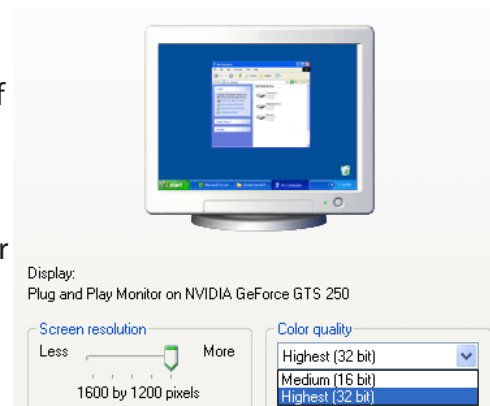 f
r
start
Display:
Plug and Play Monitor on NVIDIA GeForce GTS 250
Screen resolution
Less
More
1600 by 1200 pixels
Color quality
Highest (32 bit)
Medium (16 bit)
Highest (32 bit)